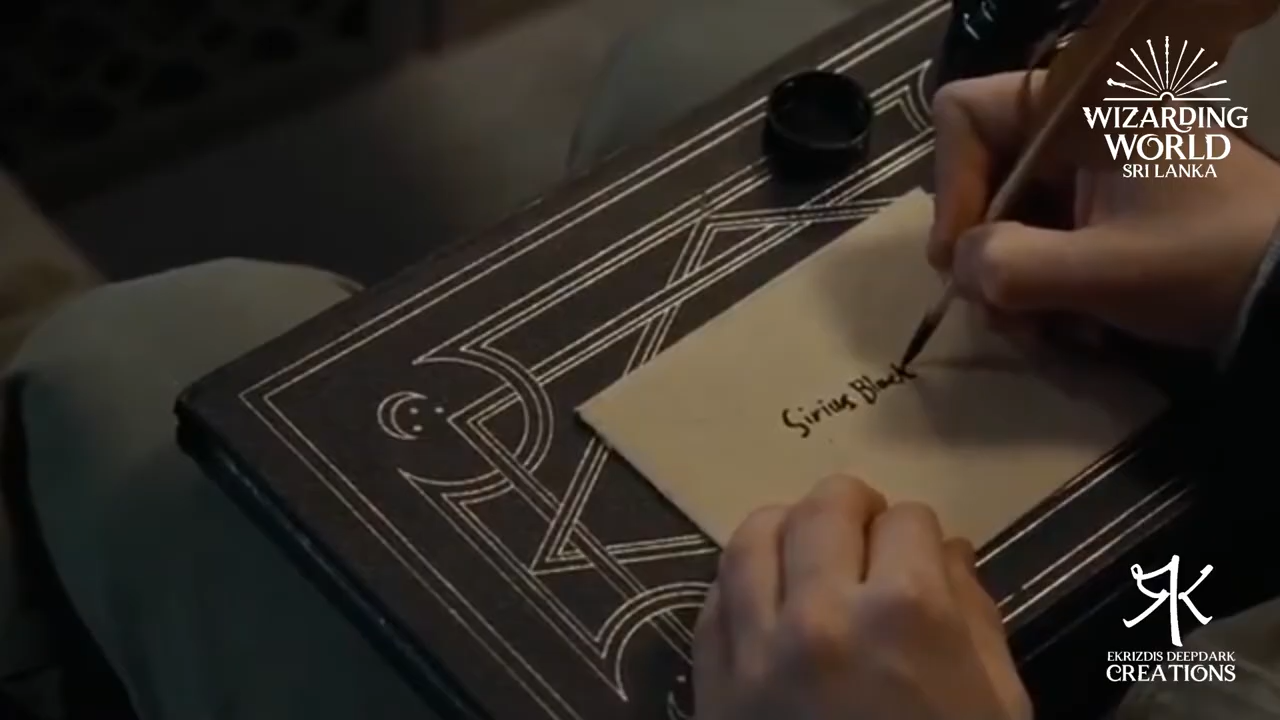 WIZARDING
WORLD
SRI LANKA
Sirius Black
EKRIZDIS DEEPDARK
CREATIONS